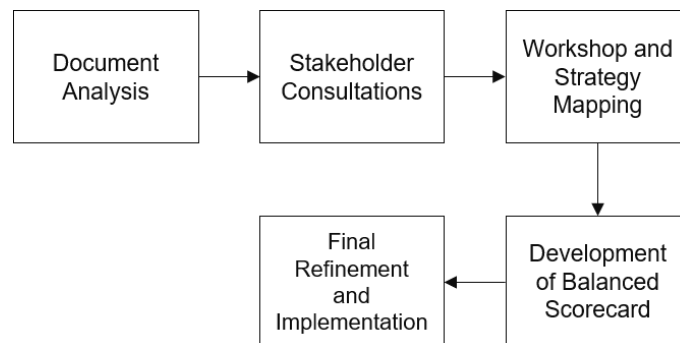 Document
Analysis
Stakeholder
Consultations
Workshop and
Strategy
Mapping
Development
of Balanced
Scorecard
Final
Refinement
and
Implementation